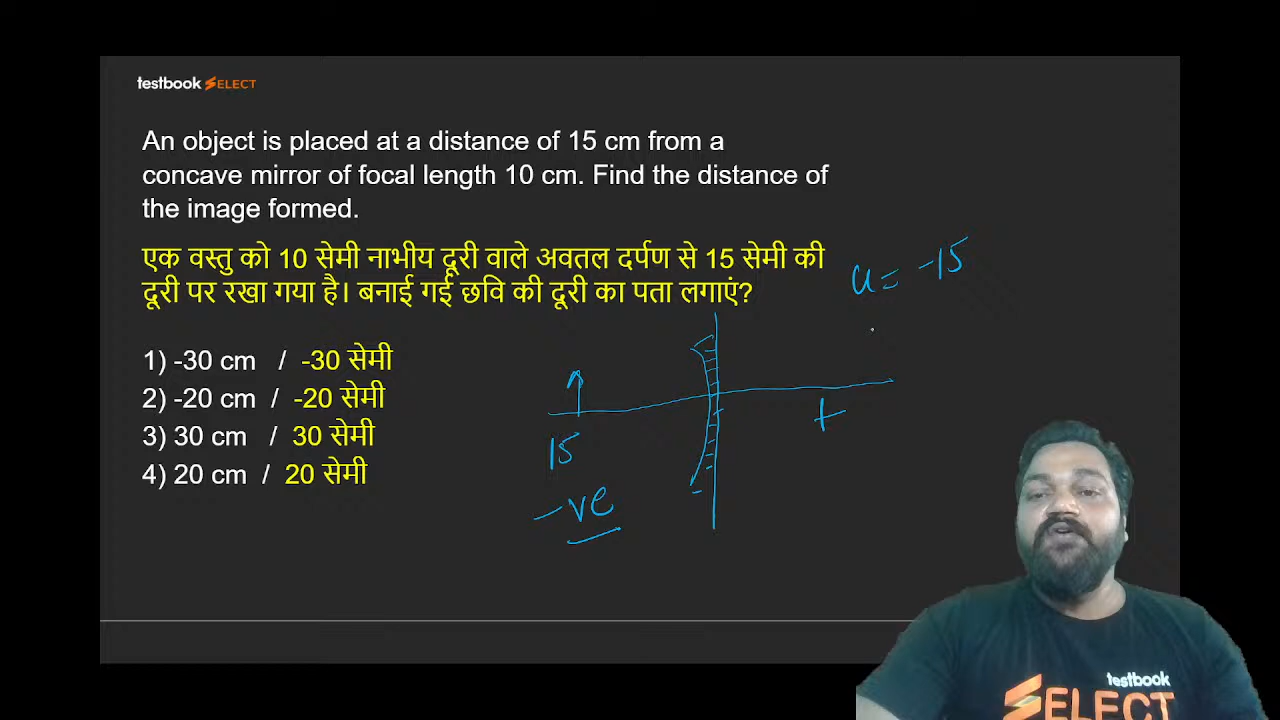 testbook SELECT
An object is placed at a distance of 15 cm from a
concave mirror of focal length 10 cm. Find the distance of
the image formed.
एक वस्तु को 10 सेमी नाभीय दूरी वाले अवतल दर्पण से 15 सेमी की
दूरी पर रखा गया है। बनाई गई छवि की दूरी का पता लगाएं?
u = -15
1) -30 cm / -30 सेमी
2) -20 cm / -20 सेमी
3) 30 cm / 30 सेमी
4) 20 cm / 20 सेमी
+
15
-ve
testbook
SELECT